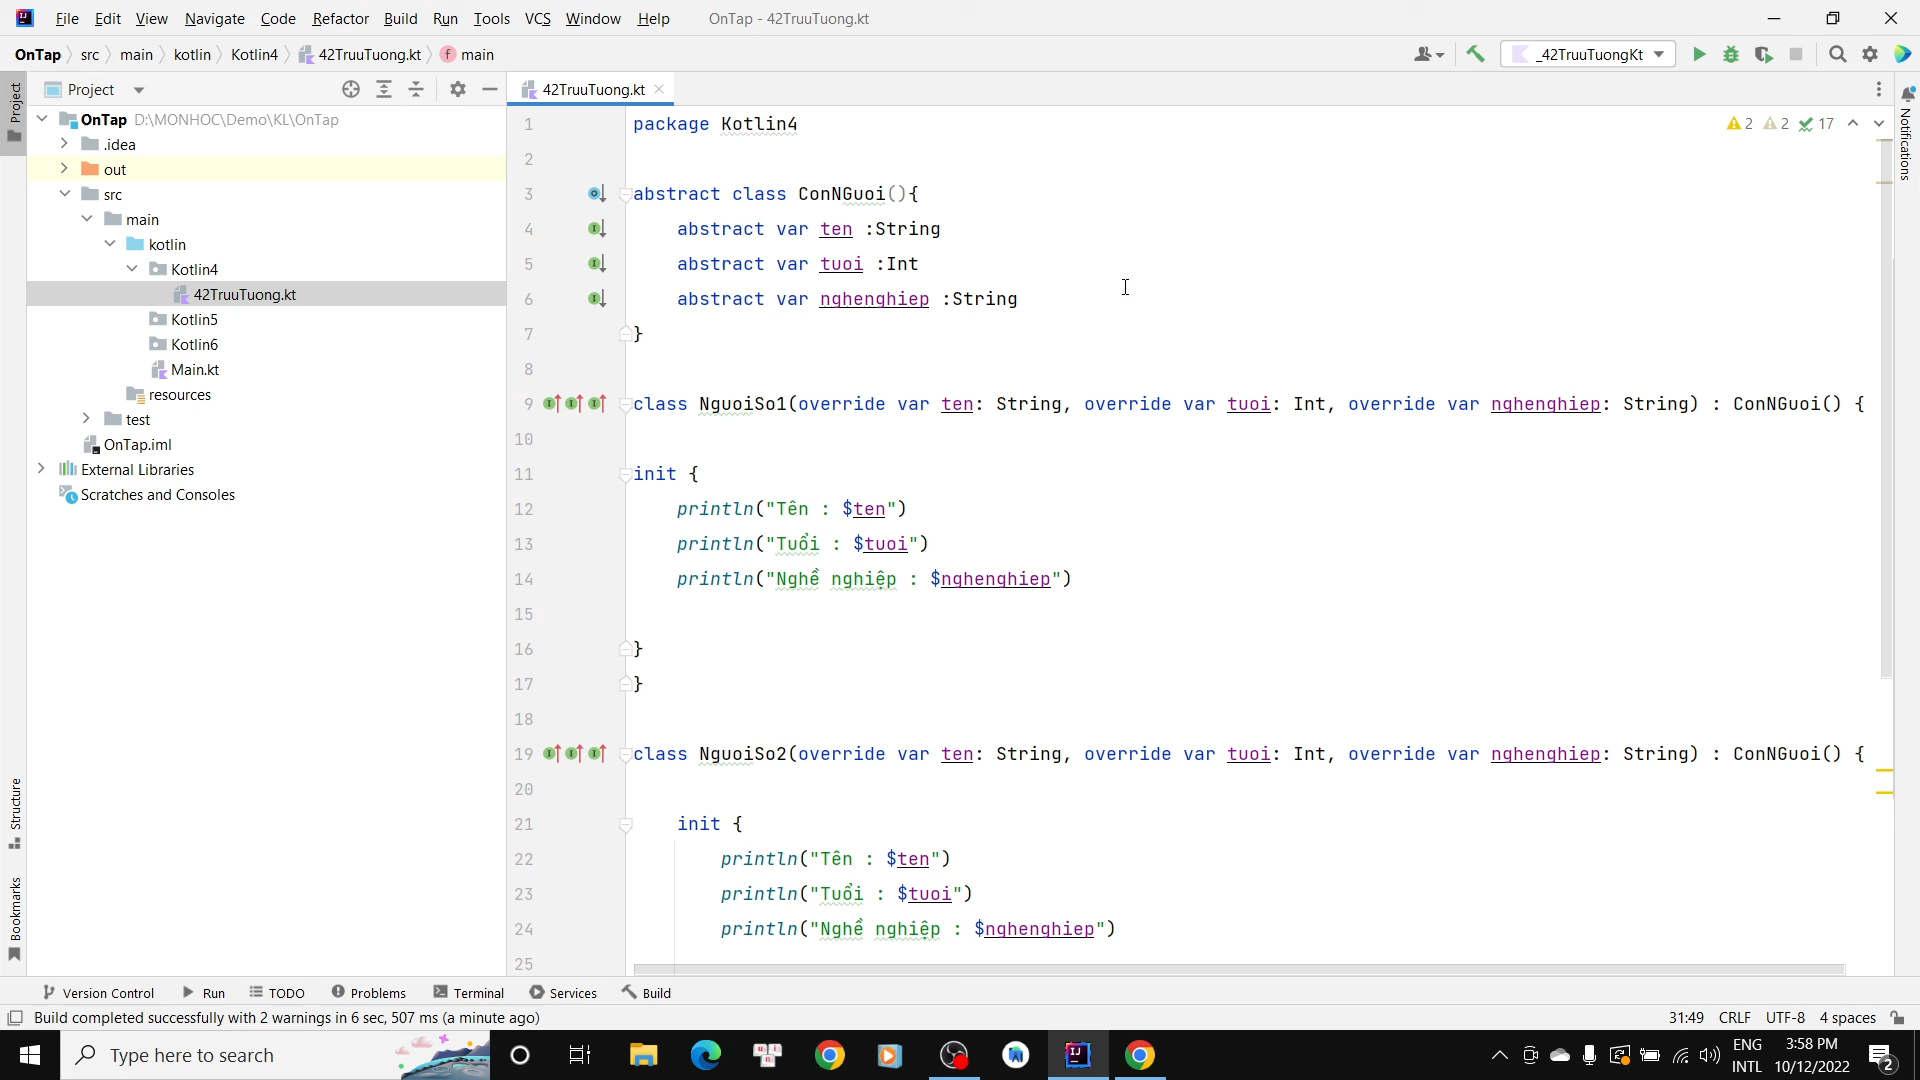 File Edit View Navigate Code Refactor Build Run Tools VCS Window Help OnTap - 42TruuTuong.kt
OnTap src main kotlin Kotlin4 42TruuTuong.kt main _42TruuTuongKt
Project
42TruuTuong.kt
OnTap D:\MONHOC\Demo\KL\OnTap
.idea
out
src
main
kotlin
Kotlin4
42TruuTuong.kt
Kotlin5
Kotlin6
Main.kt
resources
test
OnTap.iml
External Libraries
Scratches and Consoles
Project
Structure
Bookmarks
Notifications
2 2 17
1 package Kotlin4
2
3 abstract class ConNGuoi(){
4 abstract var ten :String
5 abstract var tuoi :Int
6 abstract var nghenghiep :String
7 }
8
9 class NguoiSo1(override var ten: String, override var tuoi: Int, override var nghenghiep: String) : ConNGuoi() {
10
11 init {
12 println("Tên : $ten")
13 println("Tuổi : $tuoi")
14 println("Nghề nghiệp : $nghenghiep")
15
16 }
17 }
18
19 class NguoiSo2(override var ten: String, override var tuoi: Int, override var nghenghiep: String) : ConNGuoi() {
20
21 init {
22 println("Tên : $ten")
23 println("Tuổi : $tuoi")
24 println("Nghề nghiệp : $nghenghiep")
25
Version Control Run TODO Problems Terminal Services Build
Build completed successfully with 2 warnings in 6 sec, 507 ms (a minute ago) 31:49 CRLF UTF-8 4 spaces
Type here to search
ENG 3:58 PM
INTL 10/12/2022 2